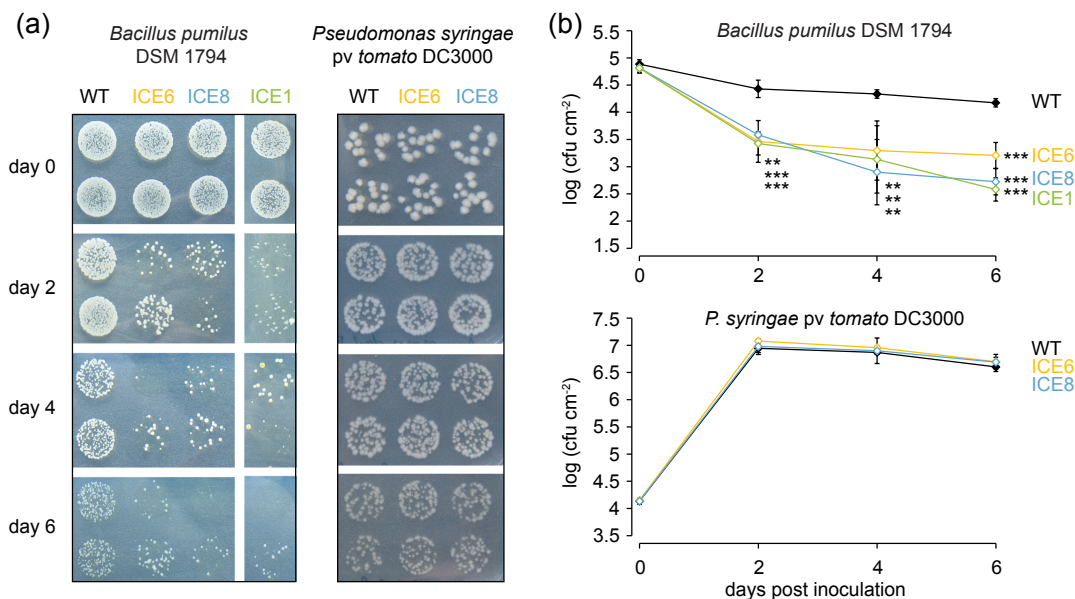 (a)
Bacillus pumilus
DSM 1794
Pseudomonas syringae
pv tomato DC3000
WT ICE6 ICE8 ICE1
WT ICE6 ICE8
day 0
day 2
day 4
day 6
(b)
Bacillus pumilus DSM 1794
log (cfu cm-2)
5.5
5
4.5
4
3.5
3
2.5
2
1.5
0 2 4 6
**
***
***
**
**
**
WT
*** ICE6
*** ICE8
*** ICE1
P. syringae pv tomato DC3000
log (cfu cm-2)
7.5
7
6.5
6
5.5
5
4.5
4
3.5
0 2 4 6
WT
ICE6
ICE8
days post inoculation